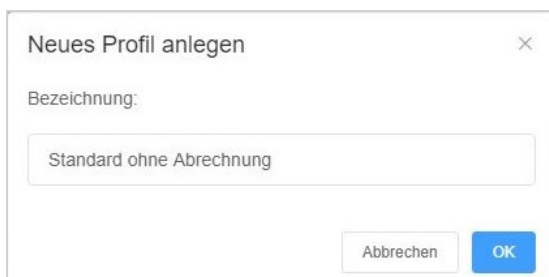 Neues Profil anlegen
Bezeichnung:
Standard ohne Abrechnung
Abbrechen OK